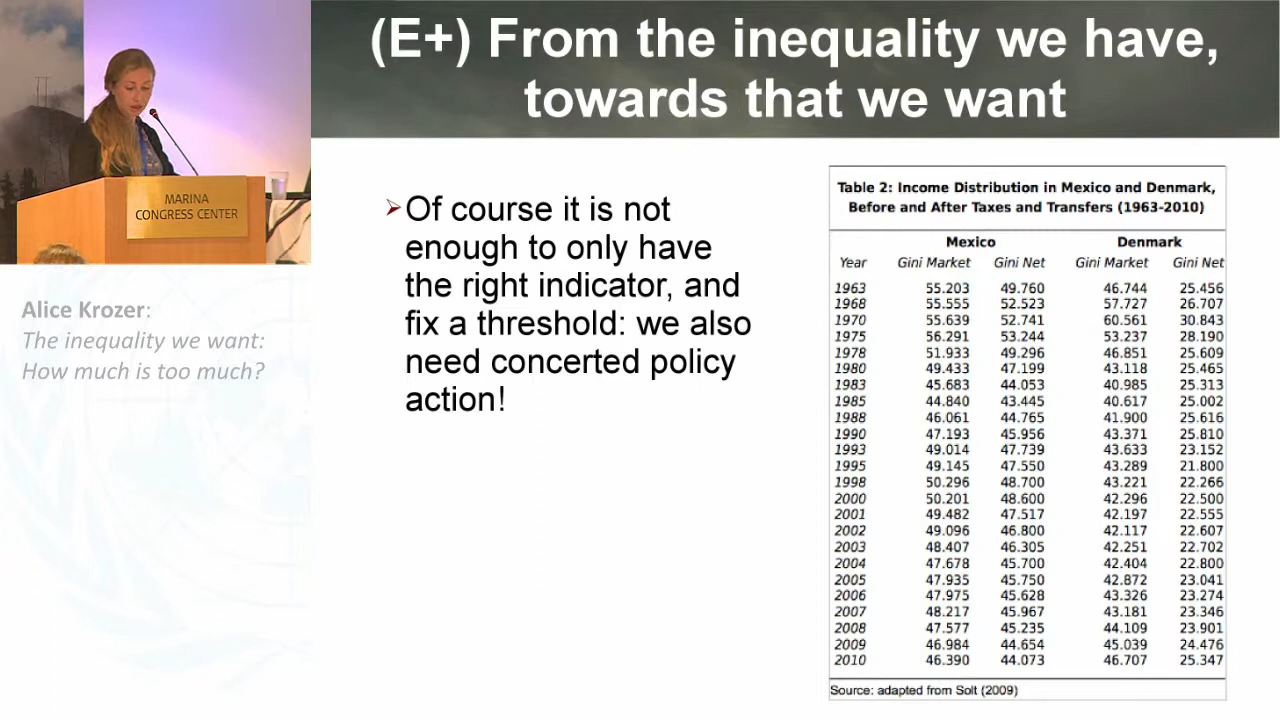 (E+) From the inequality we have,
towards that we want
MARINA
CONGRESS CENTER
Alice Krozer:
The inequality we want:
How much is too much?
Of course it is not
enough to only have
the right indicator, and
fix a threshold: we also
need concerted policy
action!
Table 2: Income Distribution in Mexico and Denmark,
Before and After Taxes and Transfers (1963-2010)
Mexico Denmark
Year Gini Market Gini Net Gini Market Gini Net
1963 55.203 49.760 46.744 25.456
1968 55.555 52.523 57.727 26.707
1970 55.639 52.741 60.561 30.843
1975 56.291 53.244 53.237 28.190
1978 51.933 49.296 46.851 25.609
1980 49.433 47.199 43.118 25.465
1983 45.683 44.053 40.985 25.313
1985 44.840 43.445 40.617 25.002
1988 46.061 44.765 41.900 25.616
1990 47.193 45.956 43.371 25.810
1993 49.014 47.739 43.633 23.152
1995 49.145 47.550 43.289 21.800
1998 50.296 48.700 43.221 22.266
2000 50.201 48.600 42.296 22.500
2001 49.482 47.517 42.197 22.555
2002 49.096 46.800 42.117 22.607
2003 48.407 46.305 42.251 22.702
2004 47.678 45.700 42.404 22.800
2005 47.935 45.750 42.872 23.041
2006 47.975 45.628 43.326 23.274
2007 48.217 45.967 43.181 23.346
2008 47.577 45.235 44.109 23.901
2009 46.984 44.654 45.039 24.476
2010 46.390 44.073 46.707 25.347
Source: adapted from Solt (2009)